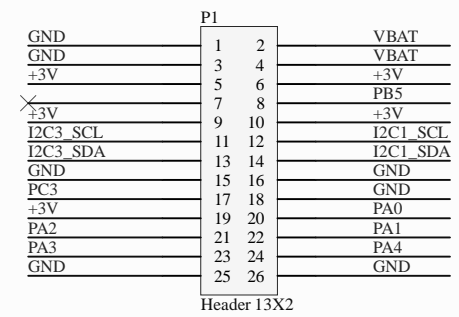 P1
GND 1 2 VBAT
GND 3 4 VBAT
+3V 5 6 +3V
7 8 PB5
+3V 9 10 +3V
I2C3_SCL 11 12 I2C1_SCL
I2C3_SDA 13 14 I2C1_SDA
GND 15 16 GND
PC3 17 18 GND
+3V 19 20 PA0
PA2 21 22 PA1
PA3 23 24 PA4
GND 25 26 GND
Header 13X2